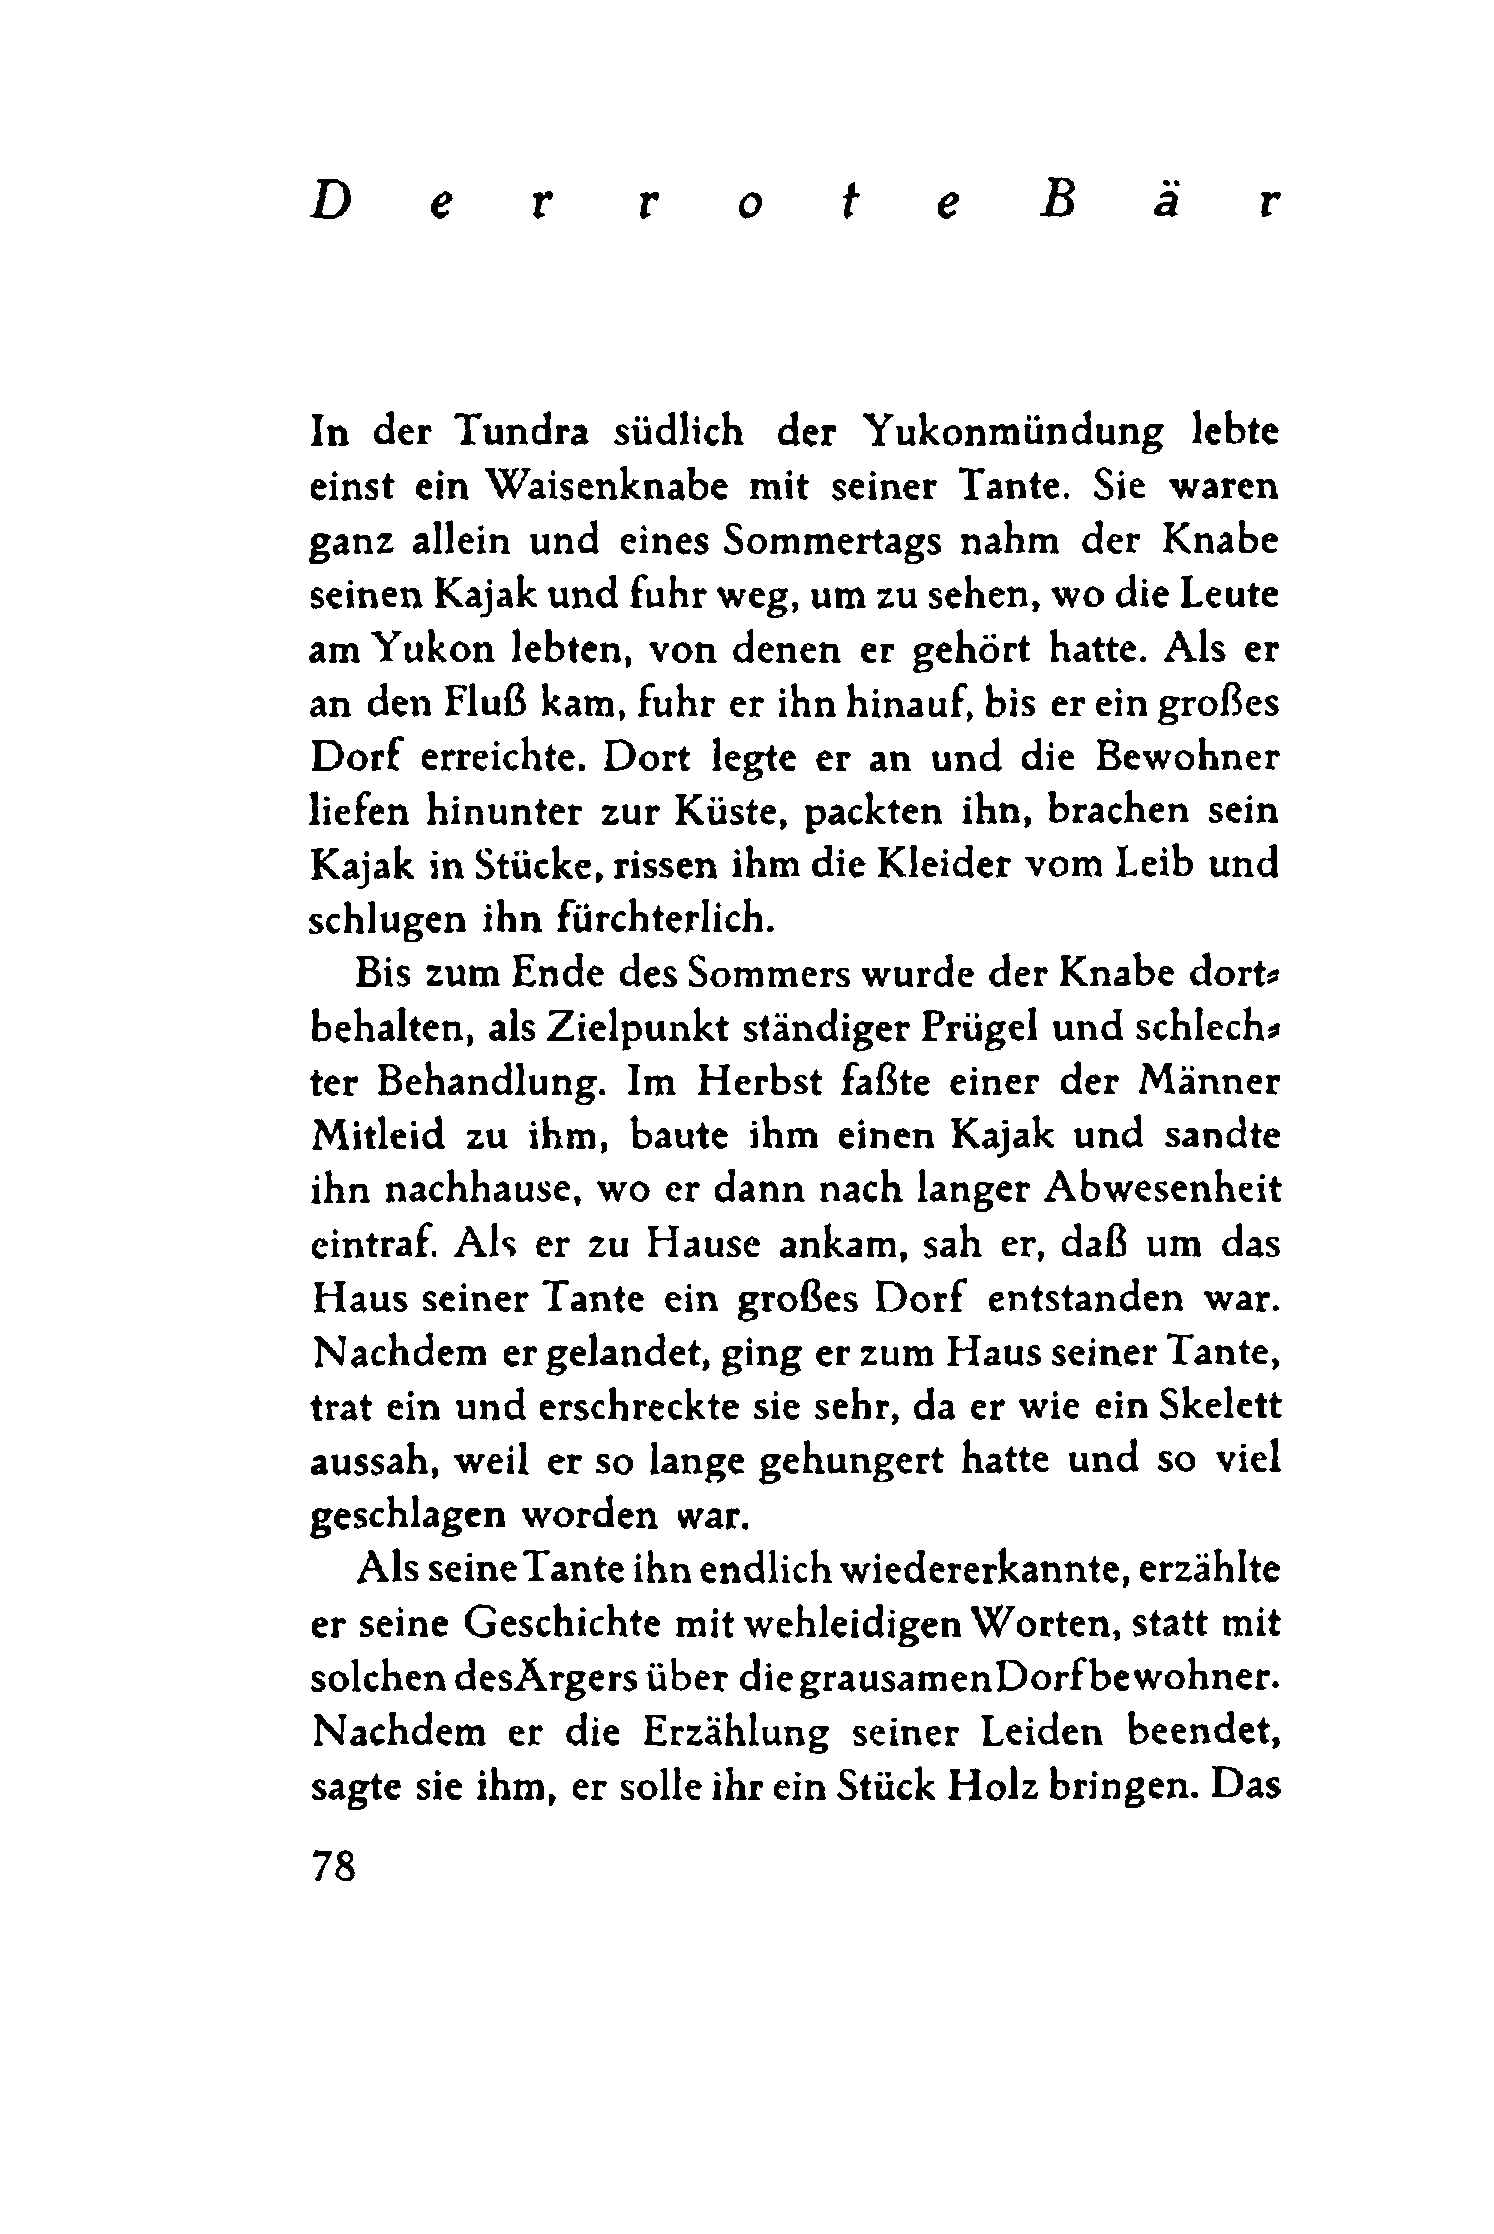 Der rote Bär
In der Tundra südlich der Yukonmündung lebte
einst ein Waisenknabe mit seiner Tante. Sie waren
ganz allein und eines Sommertags nahm der Knabe
seinen Kajak und fuhr weg, um zu sehen, wo die Leute
am Yukon lebten, von denen er gehört hatte. Als er
an den Fluß kam, fuhr er ihn hinauf, bis er ein großes
Dorf erreichte. Dort legte er an und die Bewohner
liefen hinunter zur Küste, packten ihn, brachen sein
Kajak in Stücke, rissen ihm die Kleider vom Leib und
schlugen ihn fürchterlich.
Bis zum Ende des Sommers wurde der Knabe dort-
behalten, als Zielpunkt ständiger Prügel und schlech-
ter Behandlung. Im Herbst faßte einer der Männer
Mitleid zu ihm, baute ihm einen Kajak und sandte
ihn nachhause, wo er dann nach langer Abwesenheit
eintraf. Als er zu Hause ankam, sah er, daß um das
Haus seiner Tante ein großes Dorf entstanden war.
Nachdem er gelandet, ging er zum Haus seiner Tante,
trat ein und erschreckte sie sehr, da er wie ein Skelett
aussah, weil er so lange gehungert hatte und so viel
geschlagen worden war.
Als seine Tante ihn endlich wiedererkannte, erzählte
er seine Geschichte mit wehleidigen Worten, statt mit
solchen des Ärgers über die grausamen Dorfbewohner.
Nachdem er die Erzählung seiner Leiden beendet,
sagte sie ihm, er solle ihr ein Stück Holz bringen. Das
78